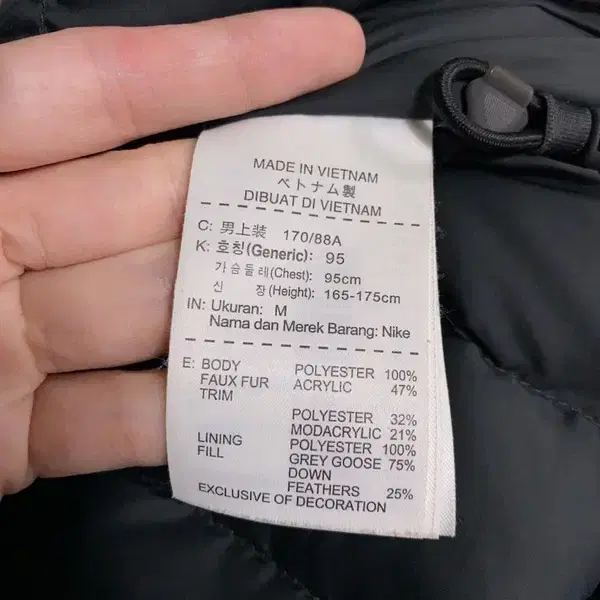 MADE IN VIETNAM
ベトナム製
DIBUAT DI VIETNAM
C: 男上装 170/88A
K: 호칭(Generic): 95
가슴둘레(Chest): 95cm
신 장(Height): 165-175cm
IN: Ukuran: M
Nama dan Merek Barang: Nike
E: BODY POLYESTER 100%
FAUX FUR ACRYLIC 47%
TRIM
POLYESTER 32%
MODACRYLIC 21%
LINING POLYESTER 100%
FILL GREY GOOSE 75%
DOWN
FEATHERS 25%
EXCLUSIVE OF DECORATION